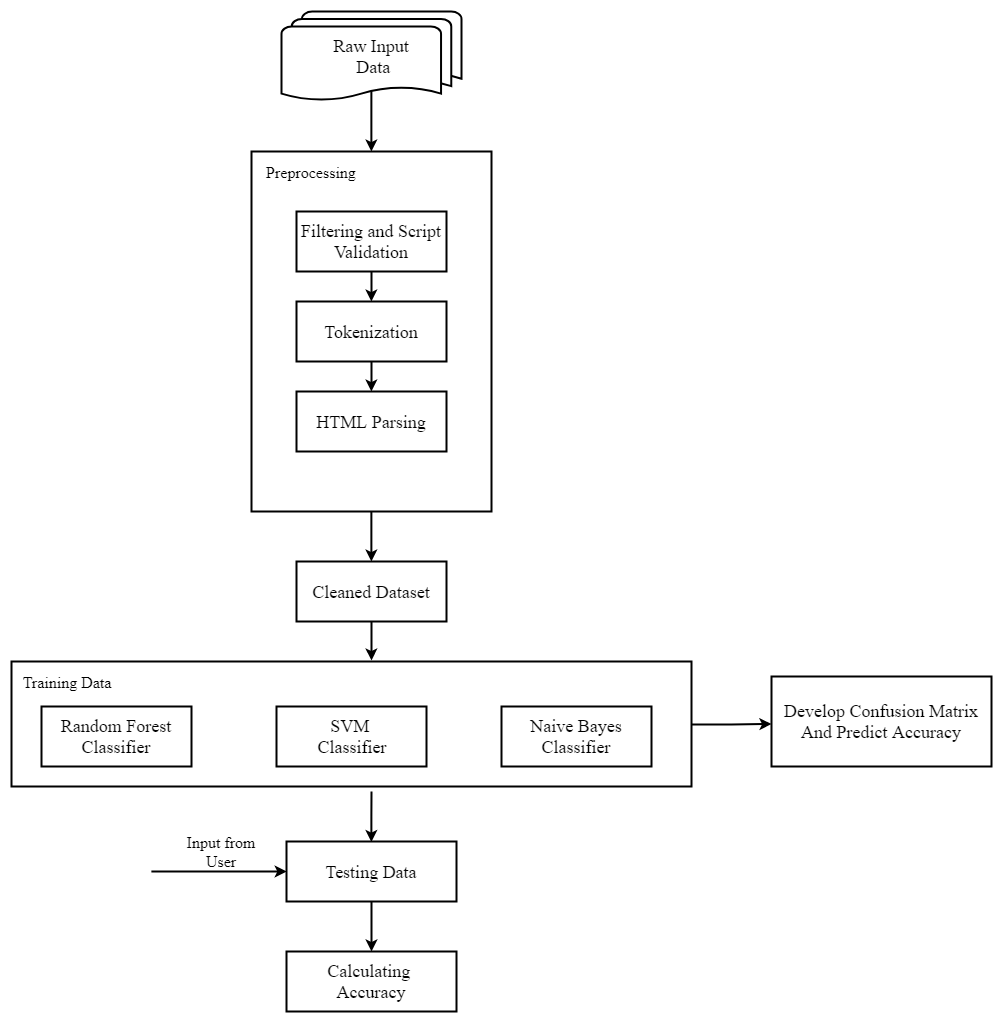 Raw Input
Data
Preprocessing
Filtering and Script
Validation
Tokenization
HTML Parsing
Cleaned Dataset
Training Data
Random Forest
Classifier
SVM
Classifier
Naive Bayes
Classifier
Develop Confusion Matrix
And Predict Accuracy
Input from
User
Testing Data
Calculating
Accuracy